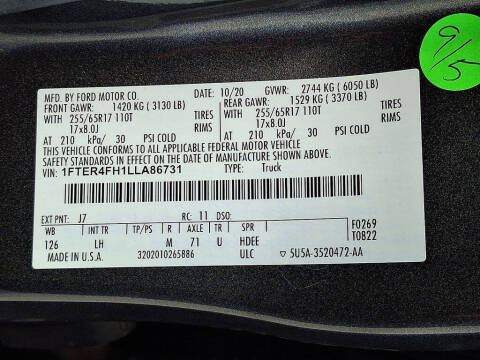 9/5
MFD. BY FORD MOTOR CO. 10/20 GVWR: 2744 KG ( 6050 LB)
FRONT GAWR: 1420 KG ( 3130 LB) REAR GAWR: 1529 KG ( 3370 LB)
WITH 255/65R17 110T TIRES WITH 255/65R17 110T TIRES
17x8.0J RIMS 17x8.0J RIMS
AT 210 kPa/ 30 PSI COLD AT 210 kPa/ 30 PSI COLD
THIS VEHICLE CONFORMS TO ALL APPLICABLE FEDERAL MOTOR VEHICLE
SAFETY STANDARDS IN EFFECT ON THE DATE OF MANUFACTURE SHOWN ABOVE.
VIN: 1FTER4FH1LLA86731 TYPE: Truck
EXT PNT: J7 RC: 11 DSO: F0269
WB INT TR TP/PS R AXLE TR SPR T0B22
126 LH M 71 U HDEE
MADE IN U.S.A. 3202010265886 ULC ▽ 5U5A-3520472-AA